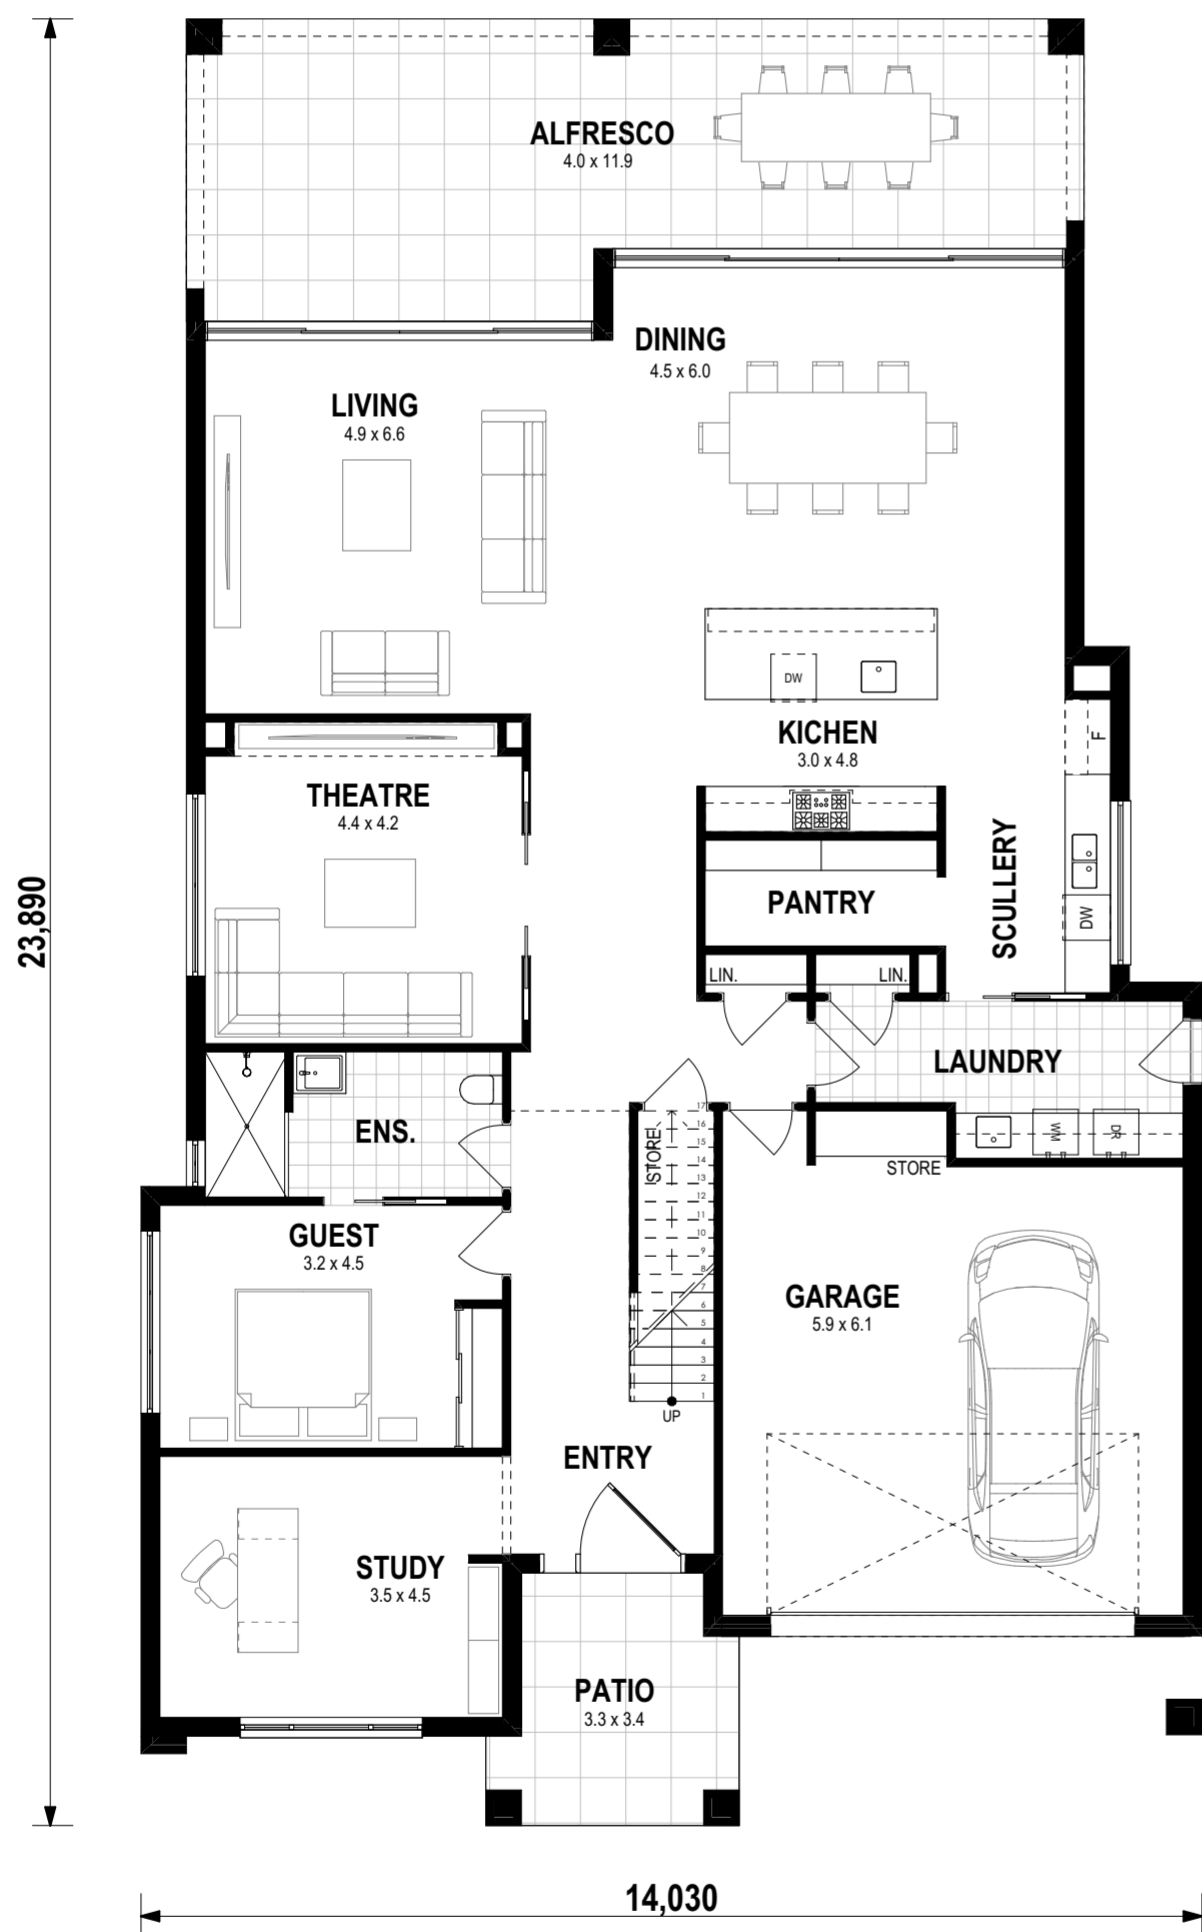 ALFRESCO
4.0 x 11.9
DINING
4.5 x 6.0
LIVING
4.9 x 6.6
DW
KICHEN
3.0 x 4.8
F
THEATRE
4.4 x 4.2
SCULLERY
PANTRY
DW
23,890
LIN.
LIN.
LAUNDRY
ENS.
STORE
17
16
15
14
13
12
11
10
9
8
7
6
5
4
3
2
1
UP
WM
DR
STORE
GUEST
3.2 x 4.5
GARAGE
5.9 x 6.1
ENTRY
STUDY
3.5 x 4.5
PATIO
3.3 x 3.4
14,030